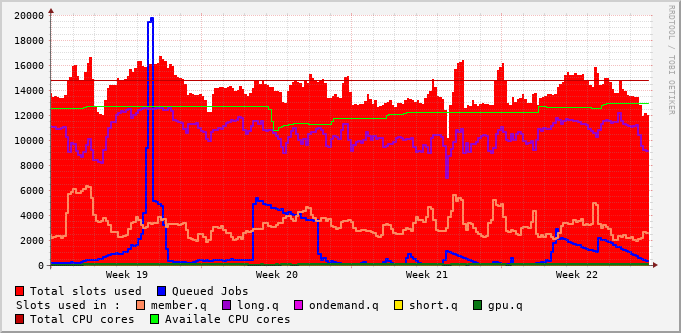 20000
18000
16000
14000
12000
10000
8000
6000
4000
2000
0
Week 19 Week 20 Week 21 Week 22
Total slots used Queued Jobs
Slots used in : member.q long.q ondemand.q short.q gpu.q
Total CPU cores Availale CPU cores
RRDTOOL / TOBI OETIKER